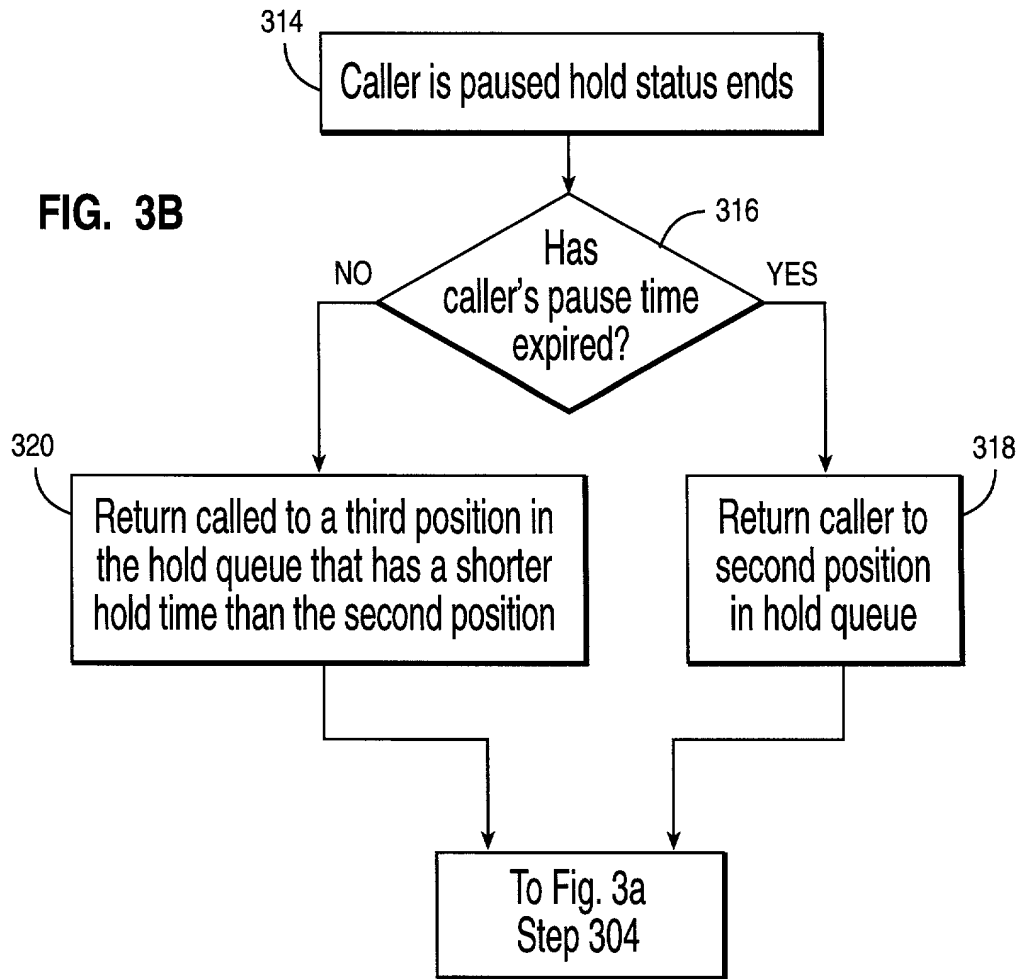 314
Caller is paused hold status ends
FIG. 3B
316
Has
caller's pause time
expired?
NO
YES
320
Return called to a third position in
the hold queue that has a shorter
hold time than the second position
318
Return caller to
second position
in hold queue
To Fig. 3a
Step 304